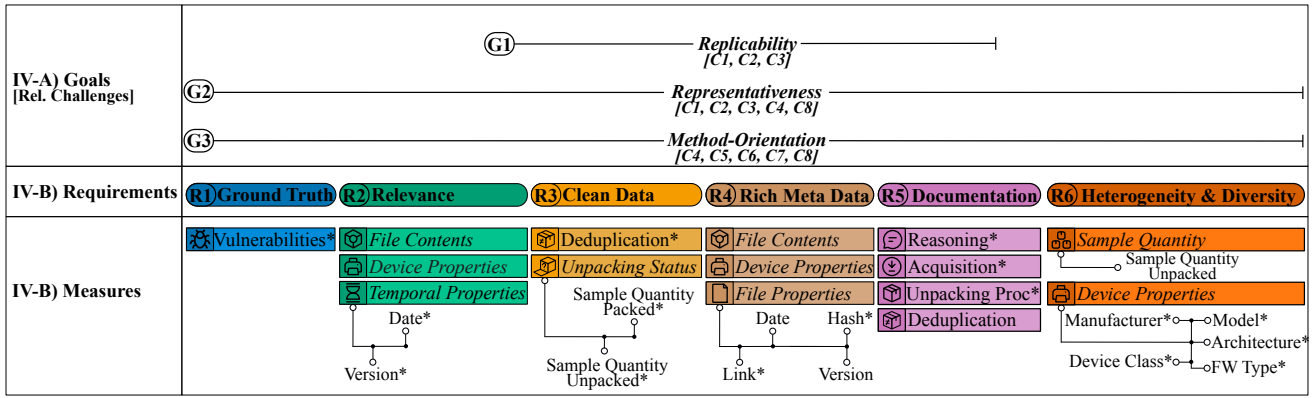 IV-A) Goals
[Rel. Challenges]
G1
Replicability
[C1, C2, C3]
G2
Representativeness
[C1, C2, C3, C4, C8]
G3
Method-Orientation
[C4, C5, C6, C7, C8]
IV-B) Requirements
R1 Ground Truth
R2 Relevance
R3 Clean Data
R4 Rich Meta Data
R5 Documentation
R6 Heterogeneity & Diversity
IV-B) Measures
Vulnerabilities*
File Contents
Device Properties
Temporal Properties
Date*
Version*
Deduplication*
Unpacking Status
Sample Quantity
Packed*
Sample Quantity
Unpacked*
File Contents
Device Properties
File Properties
Date
Hash*
Link*
Version
Reasoning*
Acquisition*
Unpacking Proc*
Deduplication
Sample Quantity
Sample Quantity
Unpacked
Device Properties
Manufacturer*
Model*
Architecture*
Device Class*
FW Type*